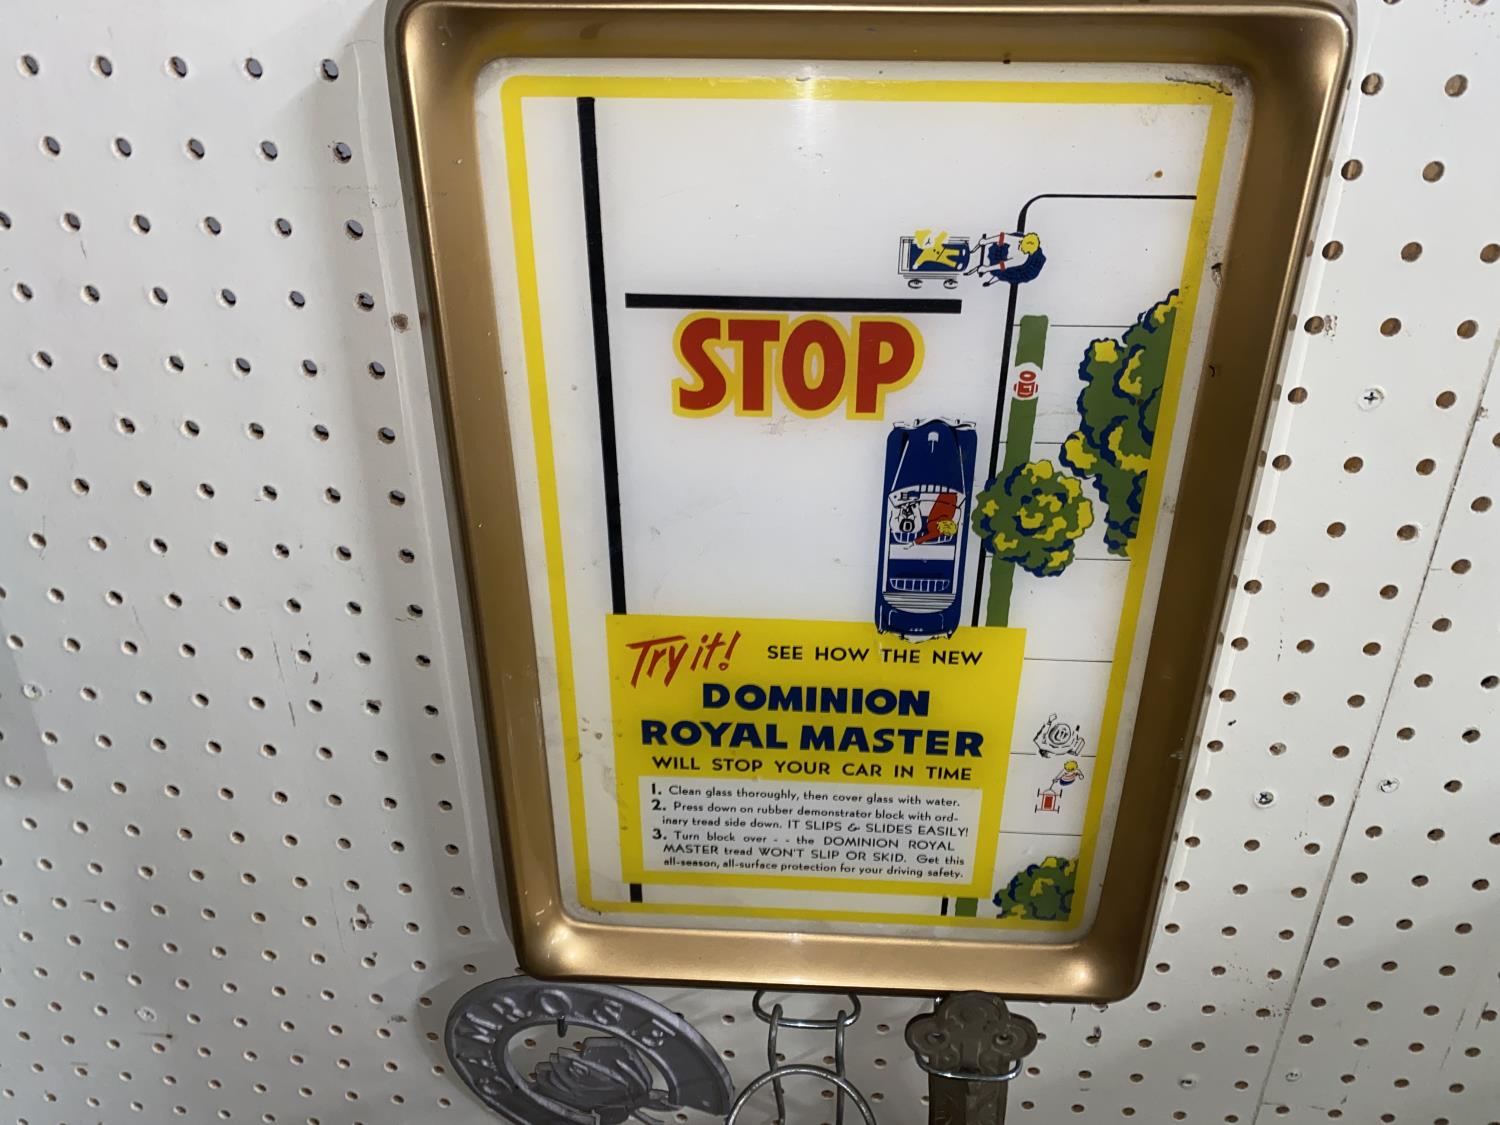 STOP
Try it! SEE HOW THE NEW
DOMINION
ROYAL MASTER
WILL STOP YOUR CAR IN TIME
1. Clean glass thoroughly, then cover glass with water.
2. Press down on rubber demonstrator block with ord-
inary tread side down. IT SLIPS & SLIDES EASILY!
3. Turn block over - - the DOMINION ROYAL
MASTER tread WON'T SLIP OR SKID. Get this
all-season, all-surface protection for your driving safety.
CAMROSE